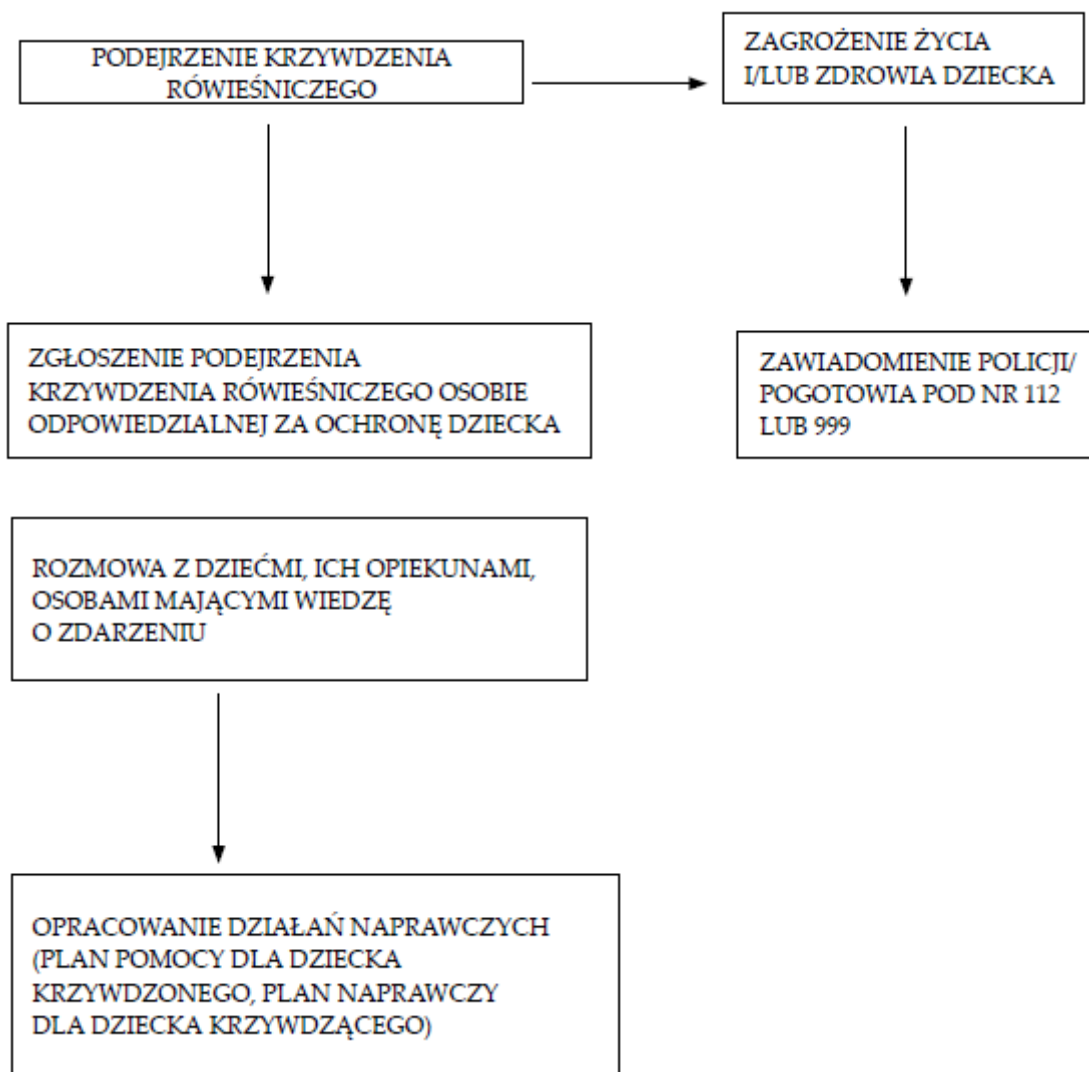 PODEJRZENIE KRZYWDZENIA
RÓWIEŚNICZEGO
ZAGROŻENIE ŻYCIA
I/LUB ZDROWIA DZIECKA
ZGŁOSZENIE PODEJRZENIA
KRZYWDZENIA RÓWIEŚNICZEGO OSOBIE
ODPOWIEDZIALNEJ ZA OCHRONĘ DZIECKA
ZAWIADOMIENIE POLICJI/
POGOTOWIA POD NR 112
LUB 999
ROZMOWA Z DZIEĆMI, ICH OPIEKUNAMI,
OSOBAMI MAJĄCYMI WIEDZĘ
O ZDARZENIU
OPRACOWANIE DZIAŁAŃ NAPRAWCZYCH
(PLAN POMOCY DLA DZIECKA
KRZYWDZONEGO, PLAN NAPRAWCZY
DLA DZIECKA KRZYWDZĄCEGO)